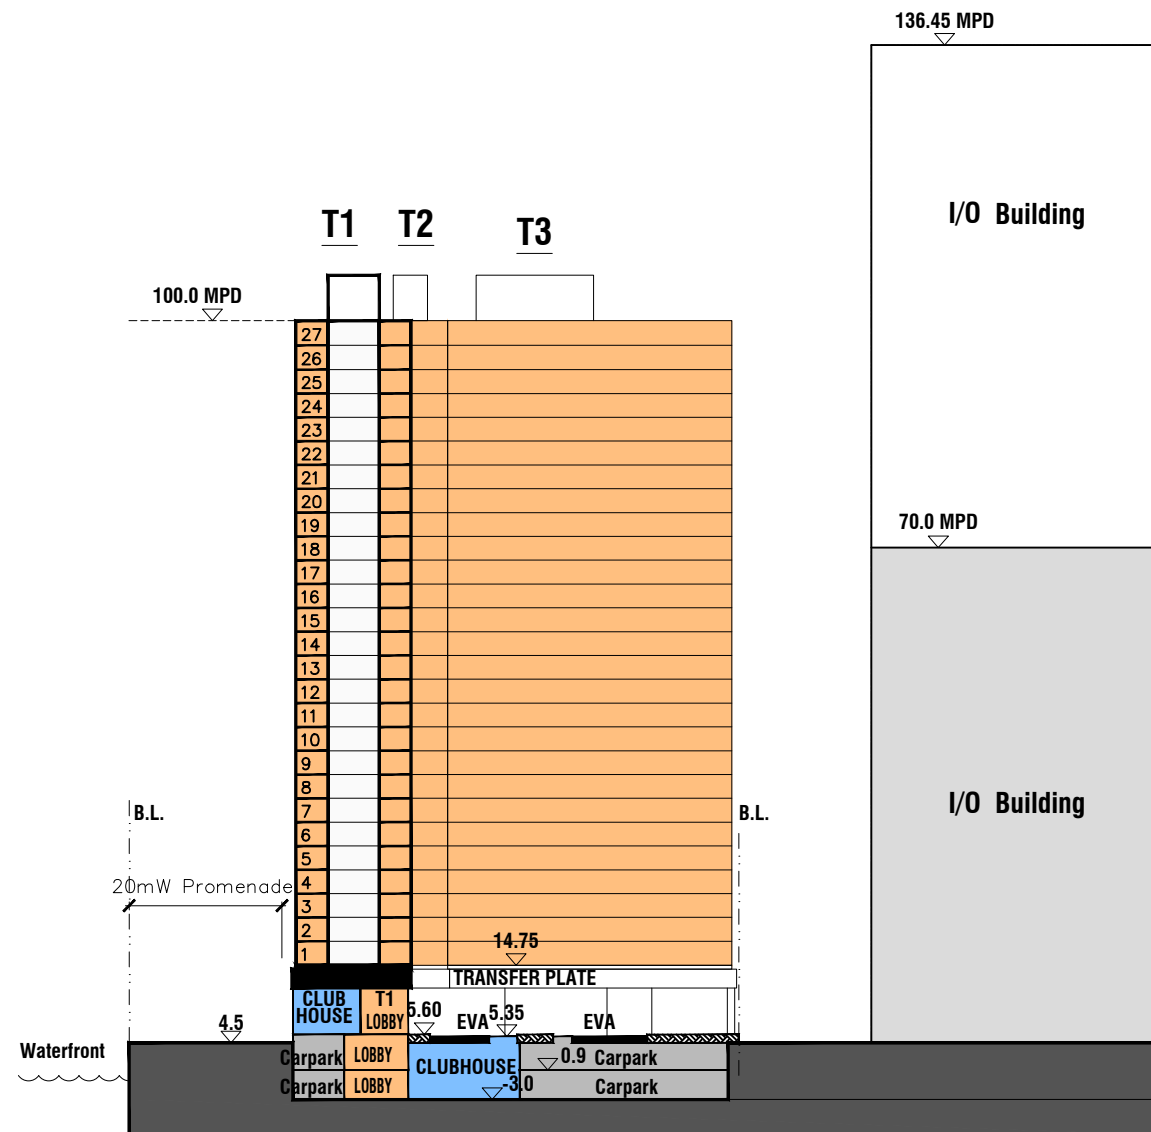 136.45 MPD
I/O Building
T1
T2
T3
100.0 MPD
27
26
25
24
23
22
21
20
19
18
17
16
15
14
13
12
11
10
9
8
7
6
5
4
3
2
1
70.0 MPD
I/O Building
B.L.
B.L.
20mW Promenade
14.75
TRANSFER PLATE
CLUB
HOUSE
T1
LOBBY
5.60
EVA
5.35
EVA
4.5
Waterfront
Carpark
LOBBY
CLUBHOUSE
0.9
Carpark
Carpark
LOBBY
-3.0
Carpark